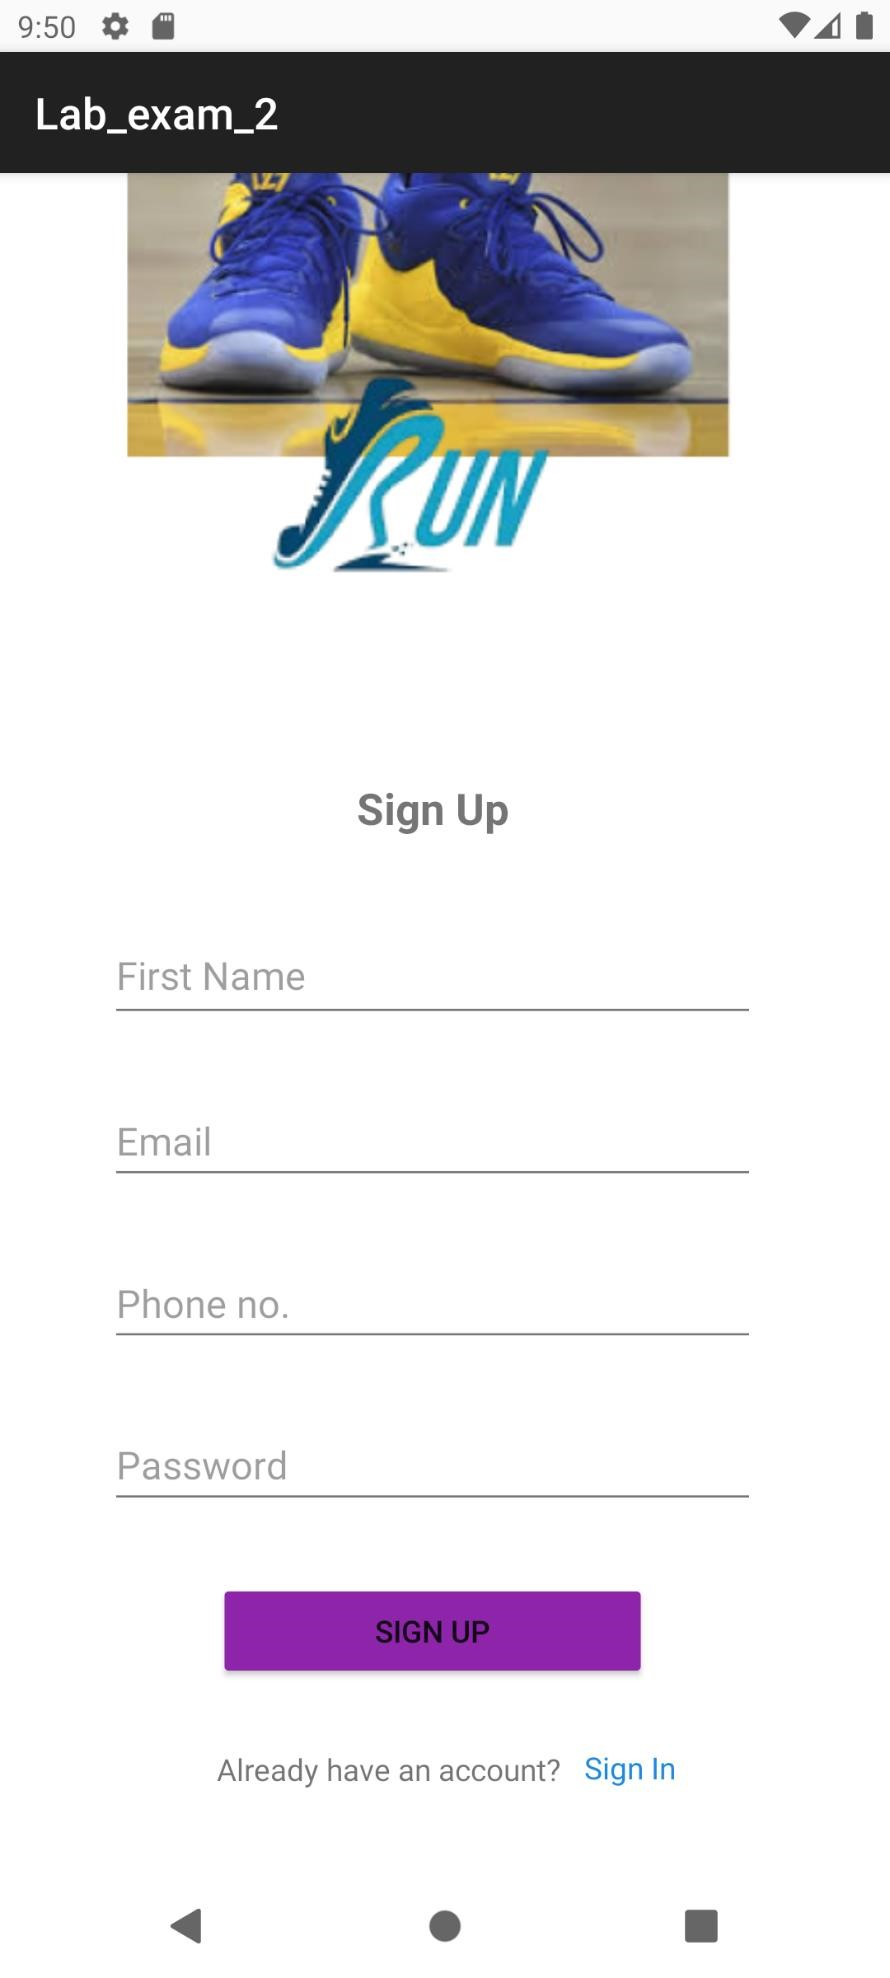 9:50
Lab_exam_2
RUN
Sign Up
First Name
Email
Phone no.
Password
SIGN UP
Already have an account? Sign In